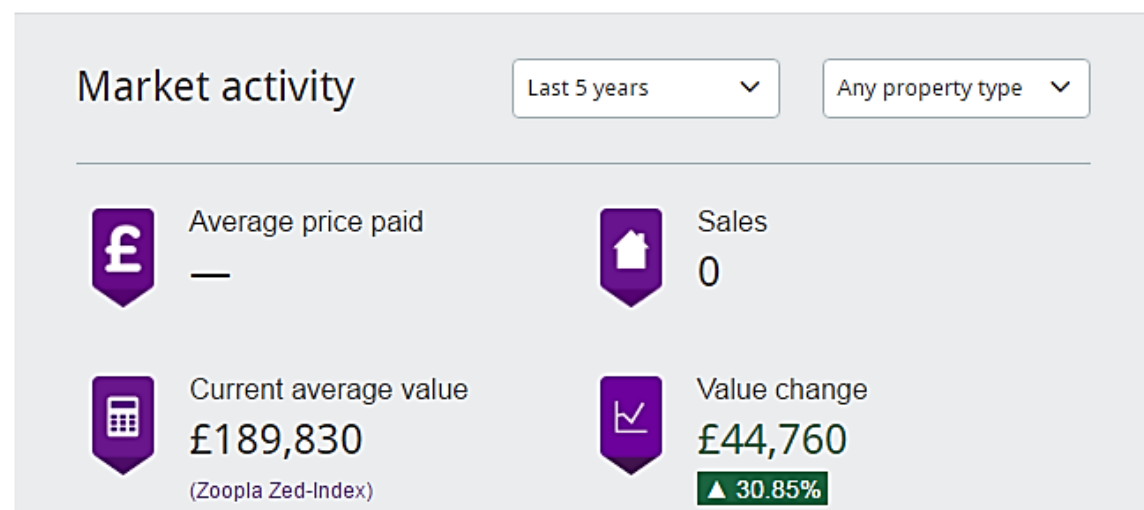 Market activity
Last 5 years
Any property type
Average price paid
—
Sales
0
Current average value
£189,830
(Zoopla Zed-Index)
Value change
£44,760
▲ 30.85%